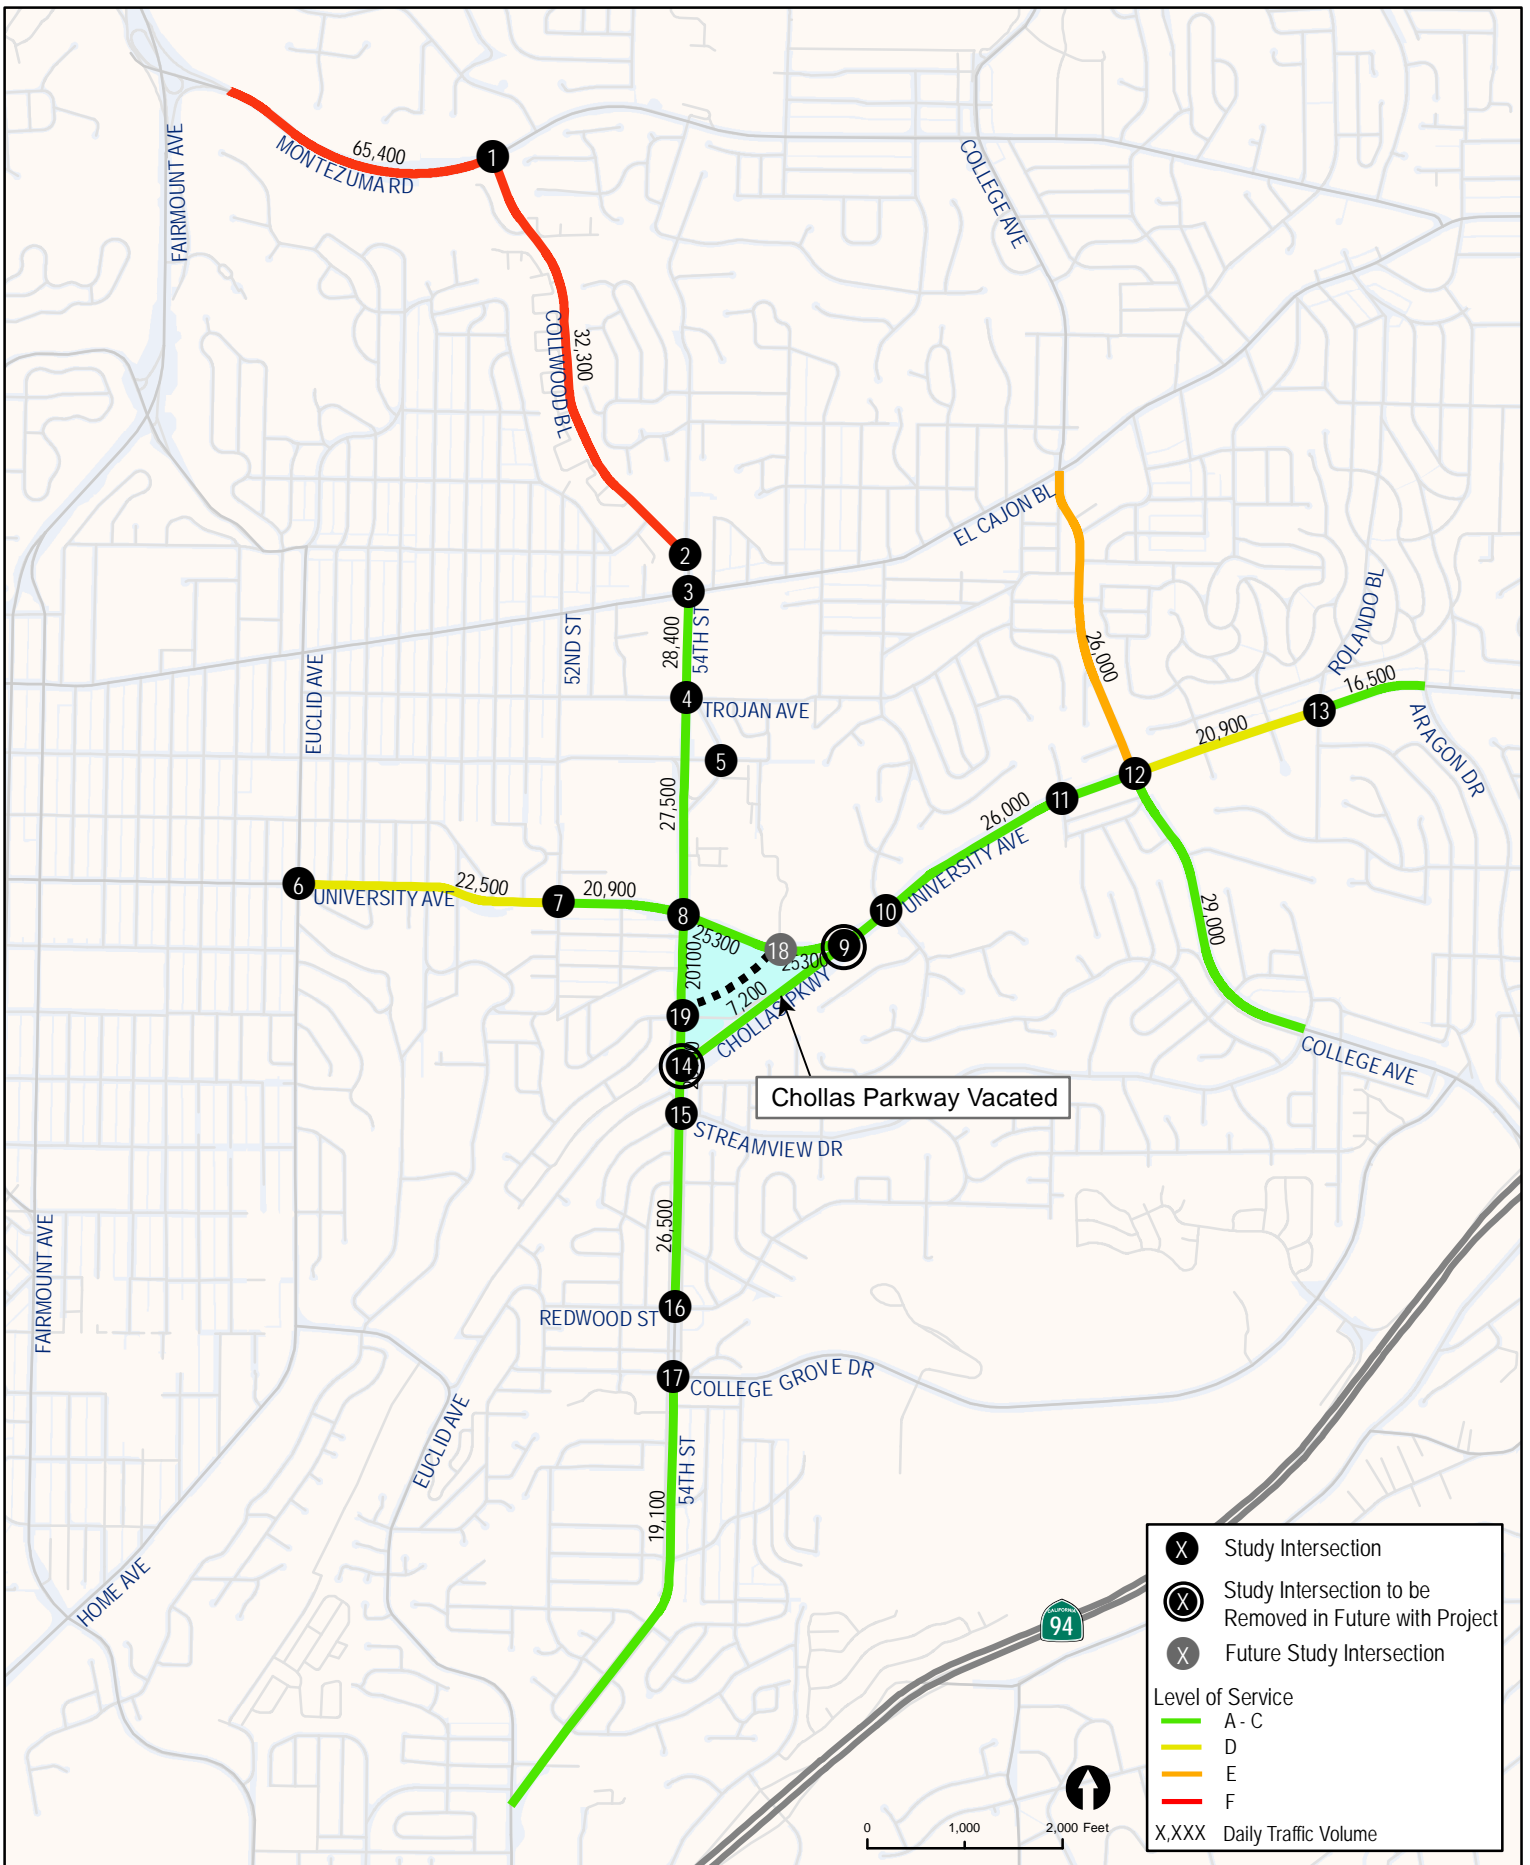 65,400
1
MONTEZUMA RD
FAIRMOUNT AVE
COLLEGE AVE
COLLWOOD BL
32,300
EL CAJON BL
2
3
28,400
54TH ST
52ND ST
EUCLID AVE
26,000
ROLANDO BL
16,500
4
TROJAN AVE
13
20,900
ARAGON DR
5
12
11
27,500
26,000
UNIVERSITY AVE
6
UNIVERSITY AVE
22,500
7
20,900
8
10
29,000
25300
18
9
25300
20100
7,200
CHOLLAS PKWY
19
14
Chollas Parkway Vacated
COLLEGE AVE
15
STREAMVIEW DR
26,500
FAIRMOUNT AVE
16
REDWOOD ST
17
COLLEGE GROVE DR
EUCLID AVE
54TH ST
19,100
HOME AVE
CALIFORNIA
94
X Study Intersection
X Study Intersection to be
Removed in Future with Project
X Future Study Intersection
Level of Service
A - C
D
E
F
X,XXX Daily Traffic Volume
0 1,000 2,000 Feet